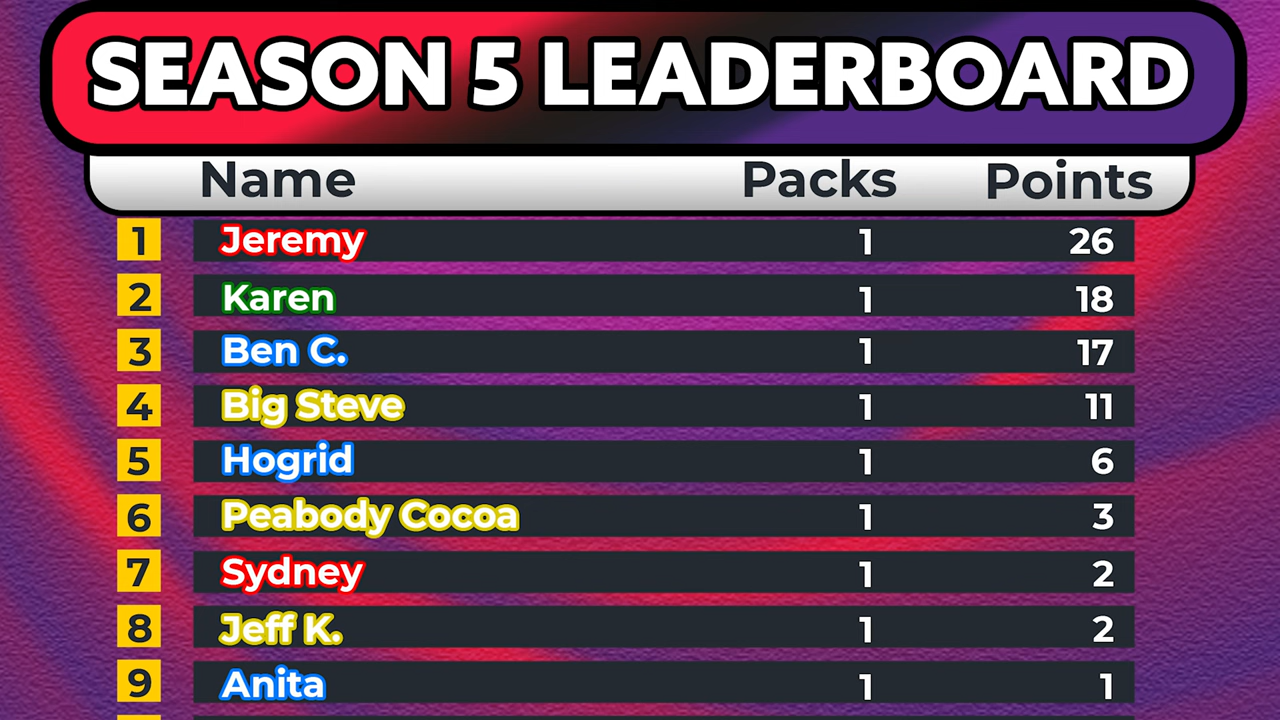 SEASON 5 LEADERBOARD
Name Packs Points
1 Jeremy 1 26
2 Karen 1 18
3 Ben C. 1 17
4 Big Steve 1 11
5 Hogrid 1 6
6 Peabody Cocoa 1 3
7 Sydney 1 2
8 Jeff K. 1 2
9 Anita 1 1